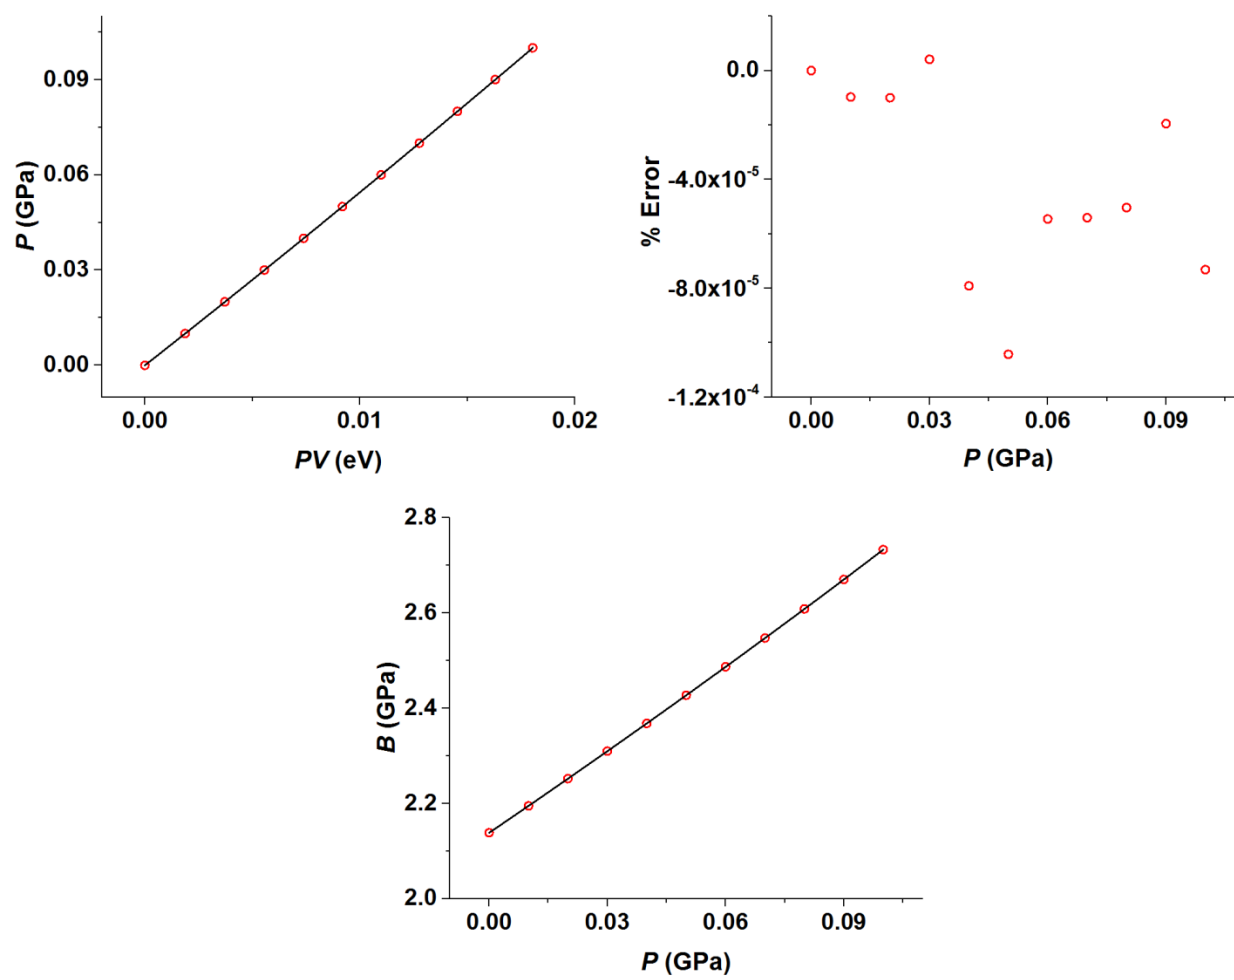 P (GPa)
0.09
0.06
0.03
0.00
0.00 0.01 0.02
PV (eV)
% Error
0.0
-4.0x10⁻⁵
-8.0x10⁻⁵
-1.2x10⁻⁴
0.00 0.03 0.06 0.09
P (GPa)
B (GPa)
2.8
2.6
2.4
2.2
2.0
0.00 0.03 0.06 0.09
P (GPa)